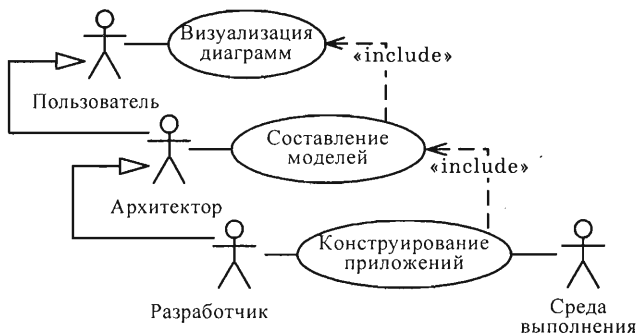 Визуализация
диаграмм
«include»
Пользователь
Составление
моделей
«include»
Архитектор
Конструирование
приложений
Разработчик
Среда
выполнения